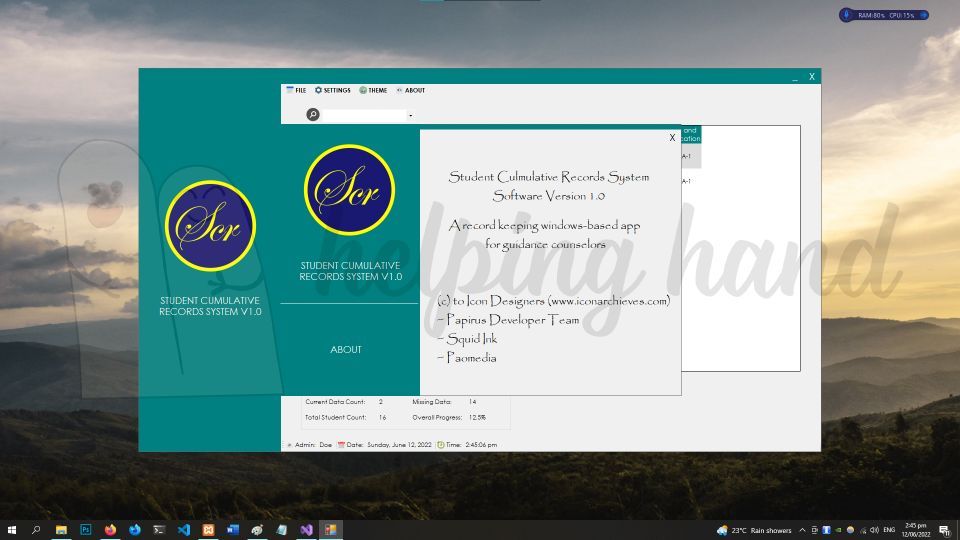 RAM:80% CPU:15%
_ X
FILE SETTINGS THEME ABOUT
and
A-1
A-1
Scr
STUDENT CUMULATIVE
RECORDS SYSTEM V1.0
Scr
STUDENT CUMULATIVE
RECORDS SYSTEM V1.0
ABOUT
X
Student Culmulative Records System
Software Version 1.0
A record keeping windows-based app
for guidance counselors
(c) to Icon Designers (www.iconarchieves.com)
- Papirus Developer Team
- Squid Ink
- Paomedia
helping hand
Current Data Count: 2 Missing Data: 14
Total Student Count: 16 Overall Progress: 12.5%
Admin: Doe Date: Sunday, June 12, 2022 Time: 2:45:06 pm
23°C Rain showers ENG 2:45 pm
12/06/2022